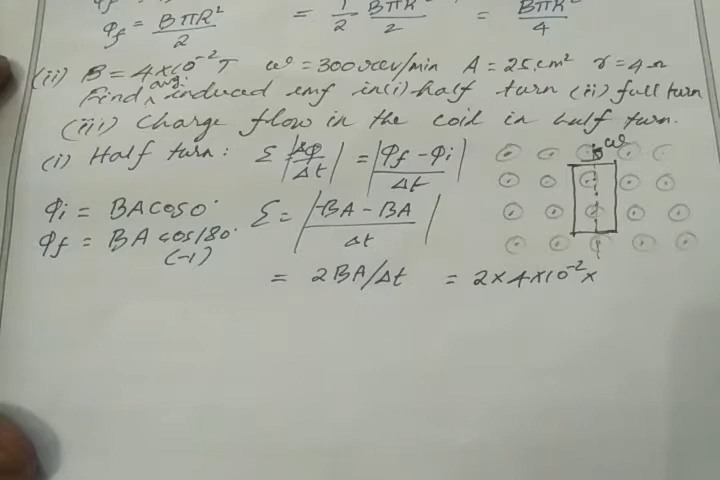 φf = BπR²/2 = 1/2 BπR²/2 = BπR²/4
(ii) B = 4×10⁻²T ω = 300 rev/min A = 25 cm² r = 4Ω
Find avg. induced emf in (i) half turn (ii) full turn
(iii) Charge flow in the coil in half turn.
(i) Half turn: Ɛ |Δφ/Δt| = |φf - φi/Δt| ω
φi = BA cos0° Ɛ = |-BA - BA/Δt|
φf = BA cos180°
(-1)
= 2BA/Δt = 2×4×10⁻²×